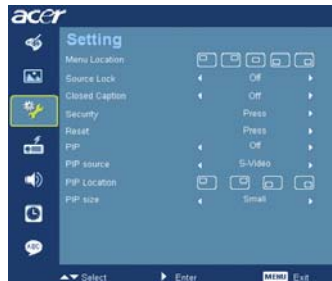 acer
Setting
Menu Location
Source Lock Off
Closed Caption Off
Security Press
Reset Press
PIP Off
PIP source S-Video
PIP Location
PIP size Small
ABC
Select Enter MENU Exit